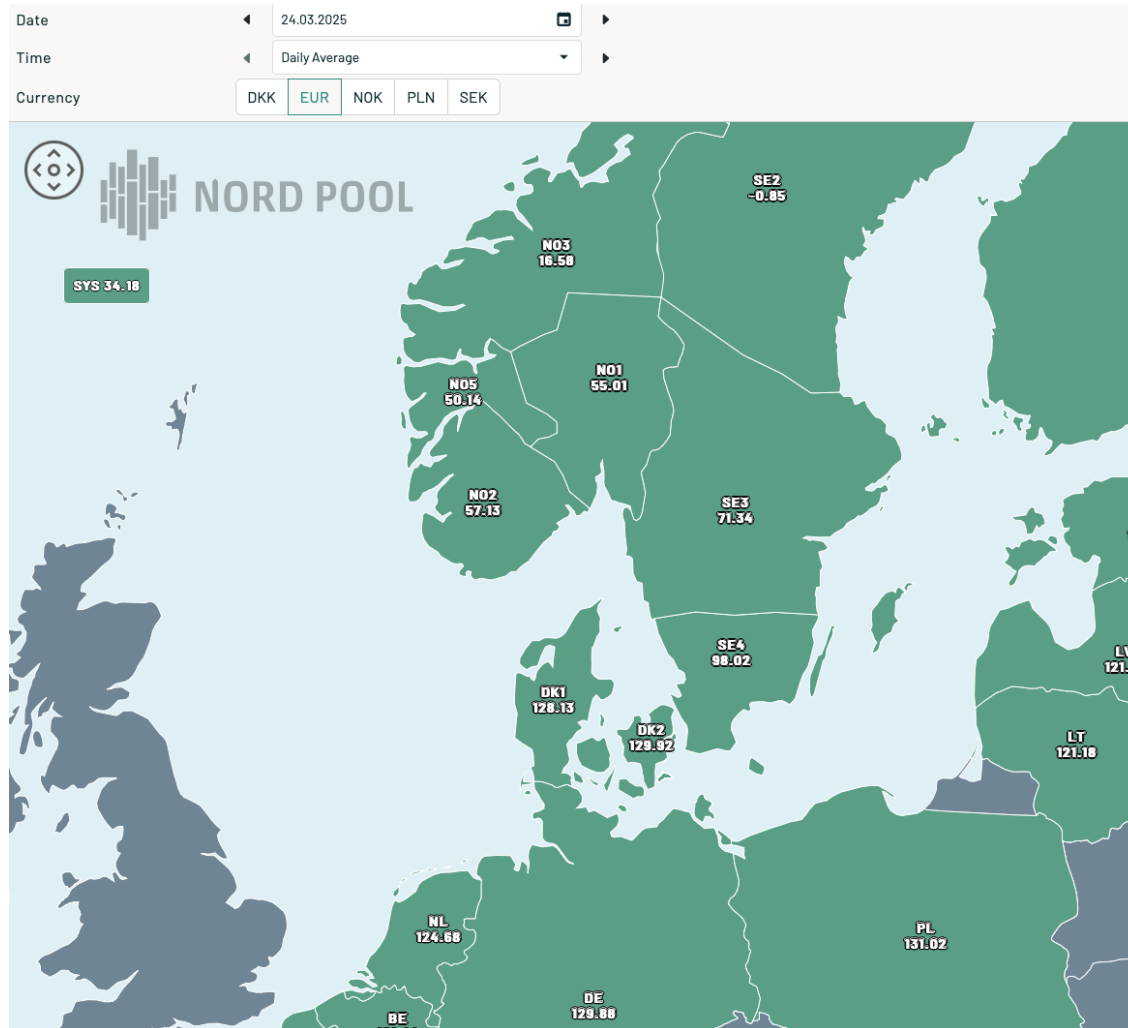 Date
24.03.2025
Time
Daily Average
Currency
DKK EUR NOK PLN SEK
NORD POOL
SE2
-0.85
NO3
16.58
SYS 34.18
NO1
55.01
NO5
50.14
NO2
57.13
SE3
71.34
SE4
98.02
LV
121.
DK1
128.13
DK2
129.92
LT
121.18
NL
124.68
PL
131.02
DE
129.88
BE